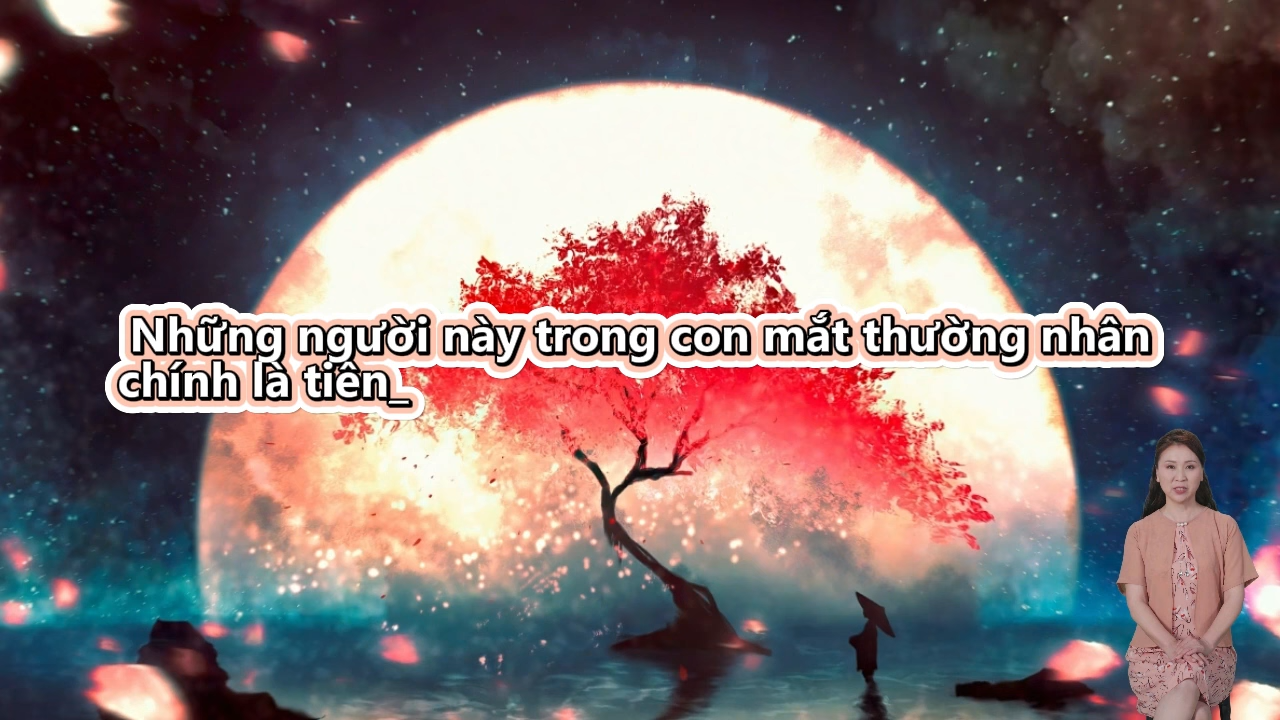 Những người này trong con mắt thường nhân
chính là tiên_